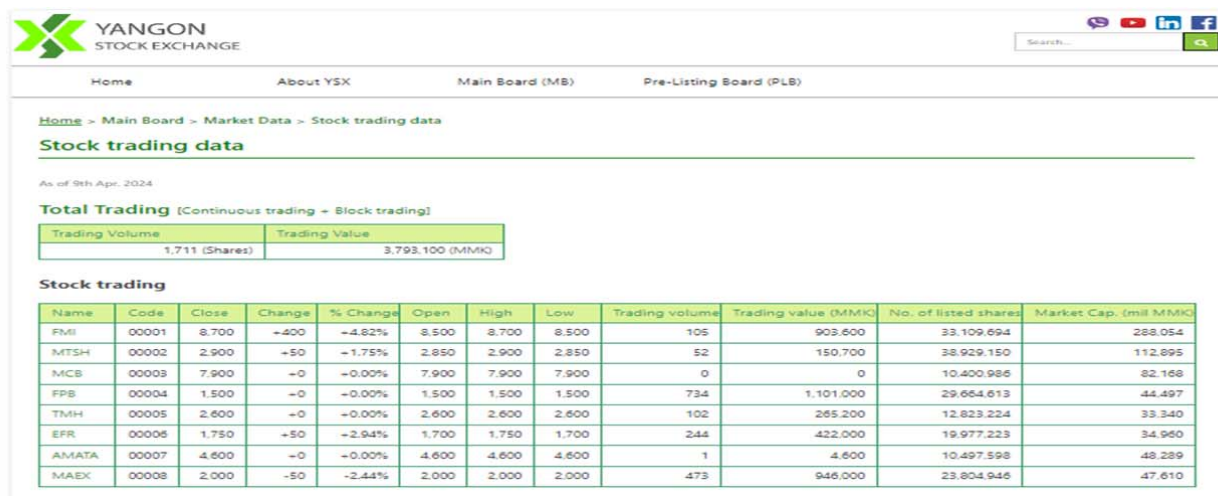 YANGON
STOCK EXCHANGE
Search...
Home About YSX Main Board (MB) Pre-Listing Board (PLB)
Home > Main Board > Market Data > Stock trading data
Stock trading data
As of 9th Apr. 2024
Total Trading [Continuous trading + Block trading]
Trading Volume Trading Value
1,711 (Shares) 3,793,100 (MMK)
Stock trading
Name Code Close Change % Change Open High Low Trading volume Trading value (MMK) No. of listed shares Market Cap. (mil MMK)
FMI 00001 8,700 +400 +4.82% 8,500 8,700 8,500 105 903,600 33,109,694 288,054
MTSH 00002 2,900 +50 +1.75% 2,850 2,900 2,850 52 150,700 38,929,150 112,895
MCB 00003 7,900 +0 +0.00% 7,900 7,900 7,900 0 0 10,400,986 82,168
FPB 00004 1,500 +0 +0.00% 1,500 1,500 1,500 734 1,101,000 29,664,613 44,497
TMH 00005 2,600 +0 +0.00% 2,600 2,600 2,600 102 265,200 12,823,224 33,340
EFR 00006 1,750 +50 +2.94% 1,700 1,750 1,700 244 422,000 19,977,223 34,960
AMATA 00007 4,600 +0 +0.00% 4,600 4,600 4,600 1 4,600 10,497,598 48,289
MAEX 00008 2,000 -50 -2.44% 2,000 2,000 2,000 473 946,000 23,804,946 47,610